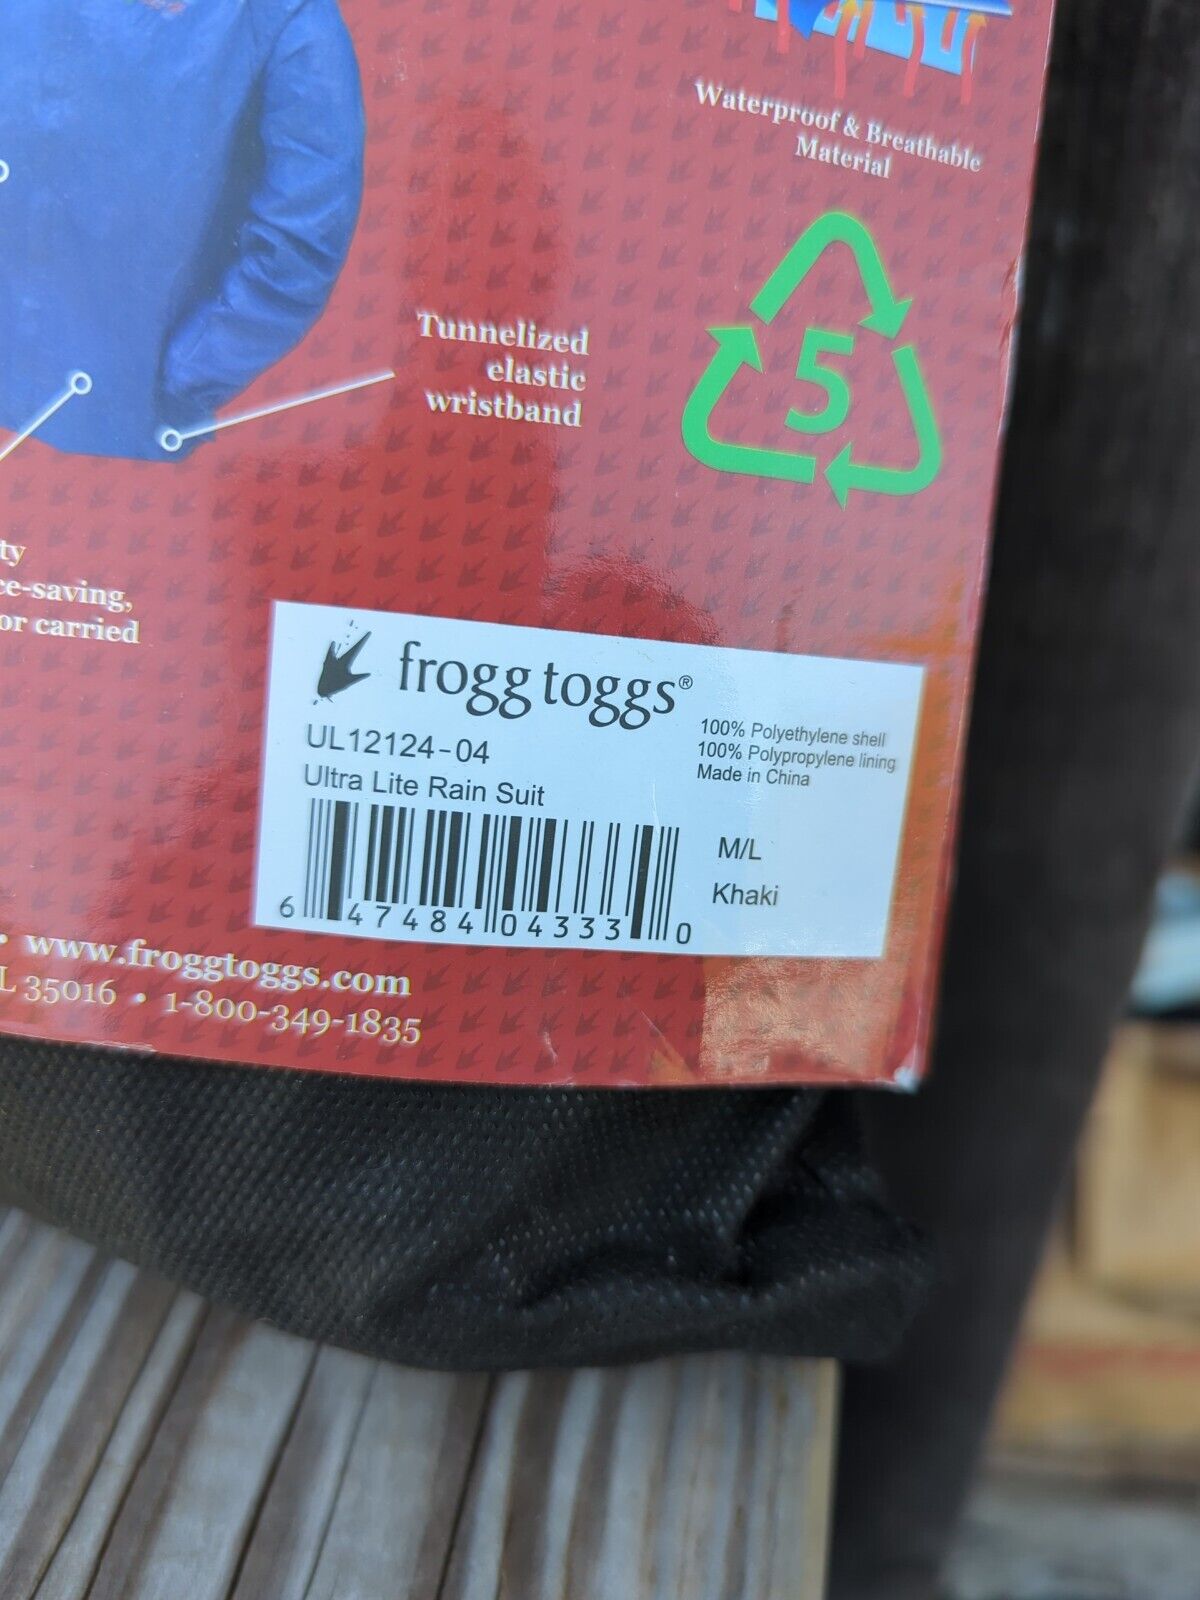 Waterproof & Breathable
Material
5
Tunnelized
elastic
wristband
ty
ce-saving,
or carried
frogg toggs®
UL12124-04
Ultra Lite Rain Suit
100% Polyethylene shell
100% Polypropylene lining
Made in China
M/L
Khaki
6 47484 04333 0
• www.froggtoggs.com
L 35016 • 1-800-349-1835